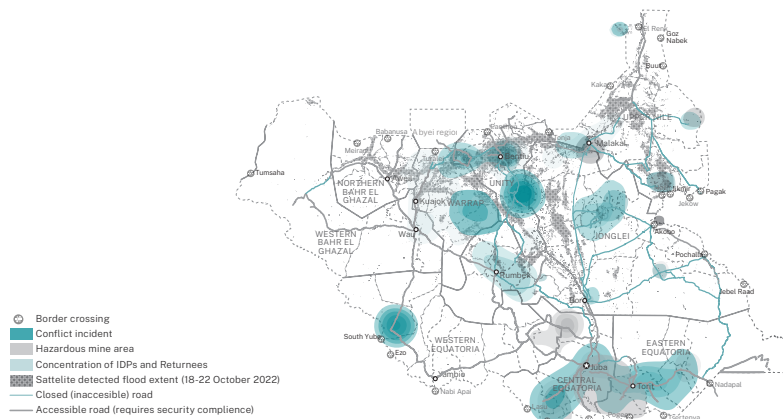 El Renk
Goz
Nabek
Buut
Kaka
UPPER NILE
Babanusa
Abyei region
Meiram
Malakal
Bentiu
Tumsaha
Aweil
NORTHERN
BAHR EL
GHAZAL
UNITY
Pagak
Jekow
Kuajok
WARRAP
WESTERN
BAHR EL
GHAZAL
Wau
JONGLEI
Akobo
Pochalla
Rumbek
Jebel Raad
Bor
Border crossing
Conflict incident
Hazardous mine area
Concentration of IDPs and Returnees
Sattelite detected flood extent (18-22 October 2022)
Closed (inaccesible) road
Accessible road (requires security complience)
South Yubu
Ezo
WESTERN
EQUATORIA
EASTERN
EQUATORIA
Juba
CENTRAL
EQUATORIA
Torit
Nadapal
Yambio
Nabi Apai